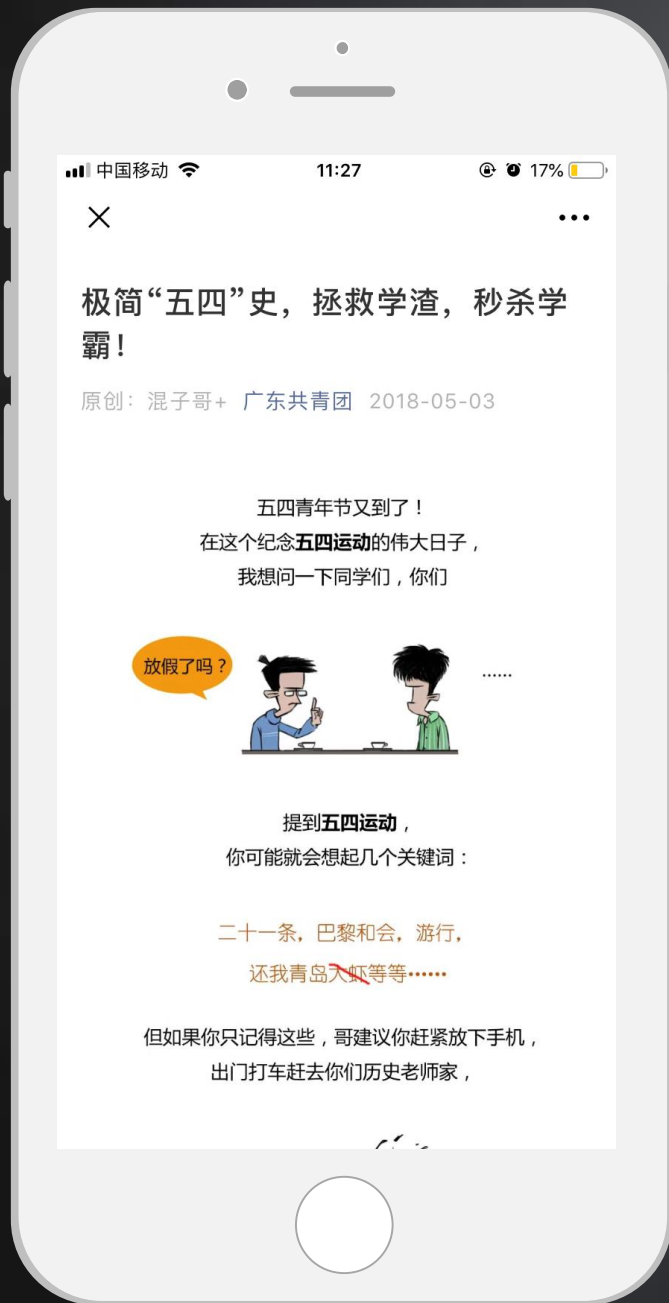 中国移动 11:27 17%
极简“五四”史，拯救学渣，秒杀学
霸！
原创：混子哥+ 广东共青团 2018-05-03
五四青年节又到了！
在这个纪念五四运动的伟大日子，
我想问一下同学们，你们
放假了吗？
......
提到五四运动，
你可能就会想起几个关键词：
二十一条，巴黎和会，游行，
还我青岛大虾等等······
但如果你只记得这些，哥建议你赶紧放下手机，
出门打车赶去你们历史老师家，